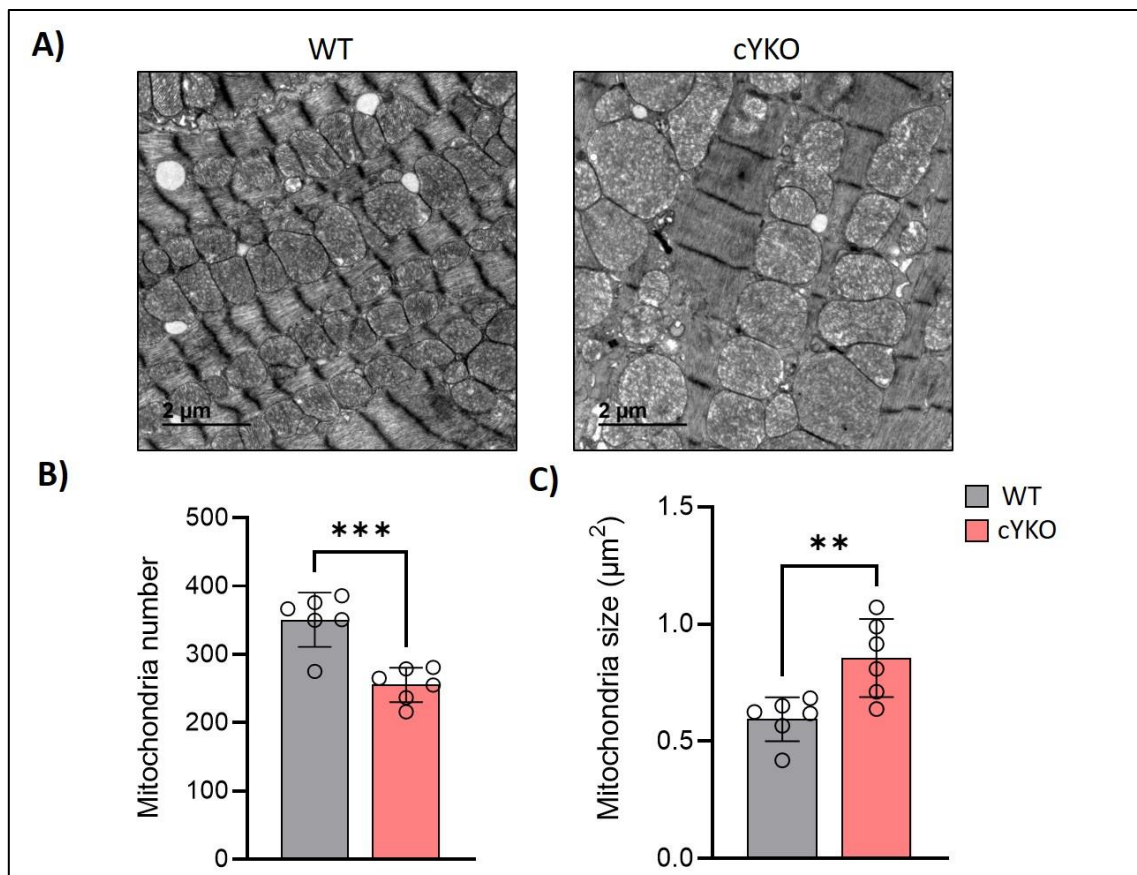 A)
WT
cYKO
2 µm
2 µm
B)
Mitochondria number
500
400
300
200
100
0
***
C)
Mitochondria size (µm²)
1.5
1.0
0.5
0.0
**
WT
cYKO